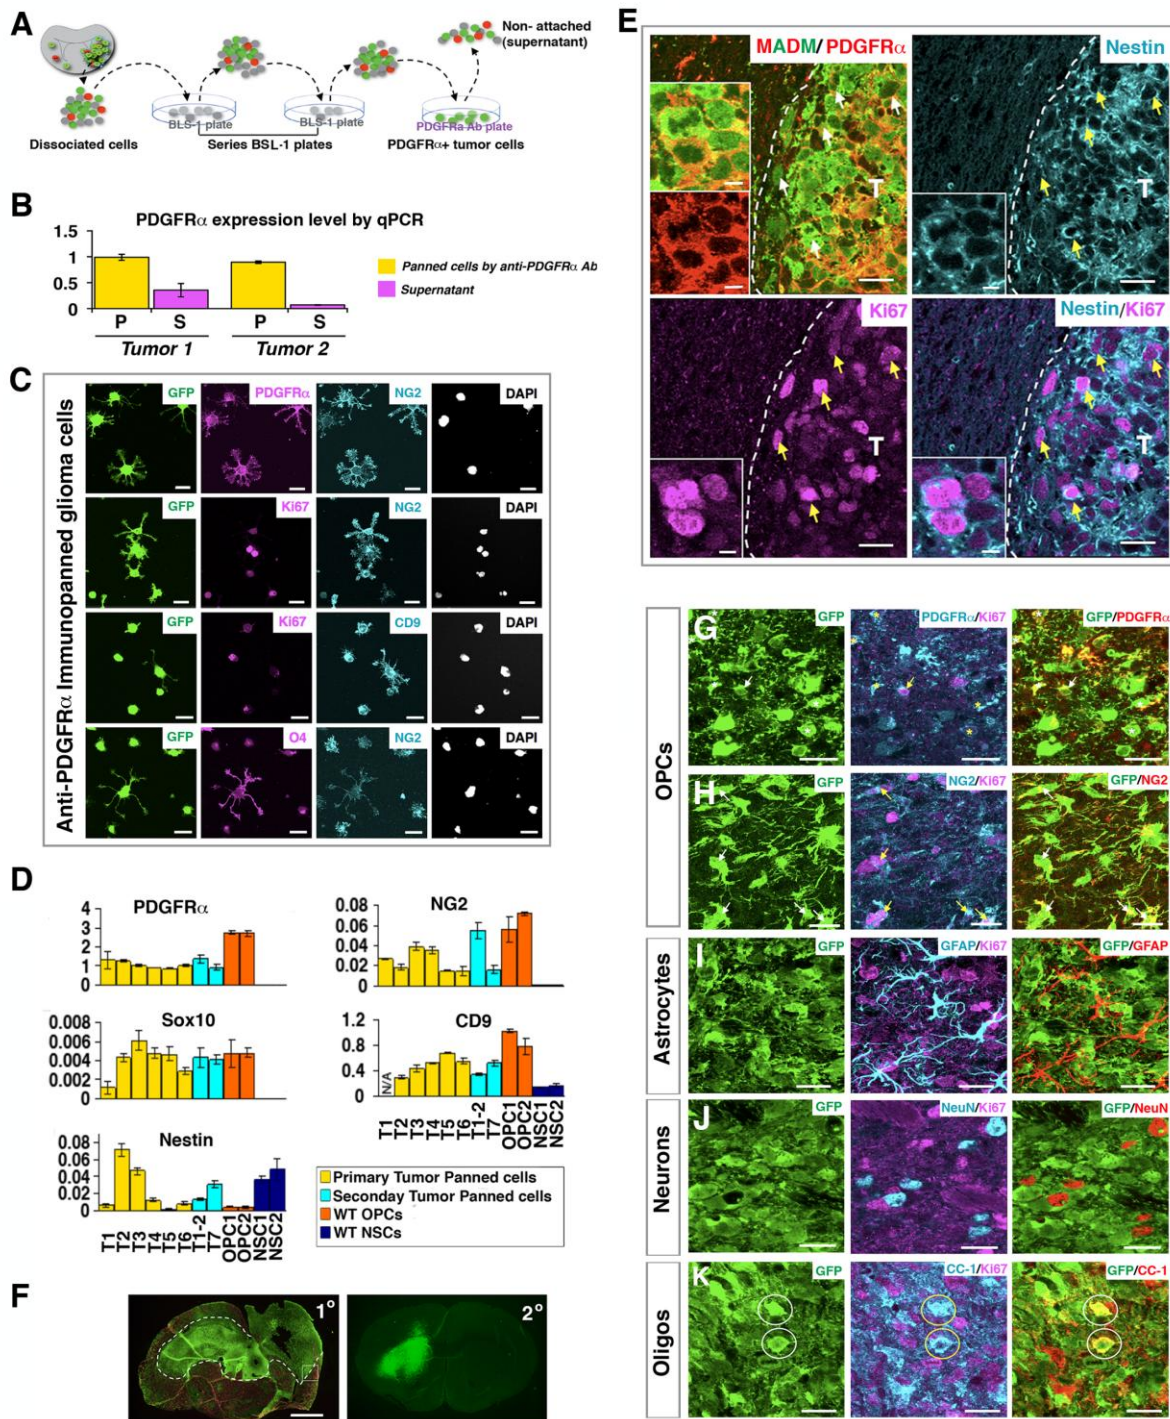 A
Non- attached
(supernatant)
BLS-1 plate
BLS-1 plate
PDGFRa Ab plate
Dissociated cells
Series BSL-1 plates
PDGFRα+ tumor cells
B
PDGFRα expression level by qPCR
1.5
1
0.5
0
P
S
P
S
Tumor 1
Tumor 2
Panned cells by anti-PDGFRα Ab
Supernatant
C
Anti-PDGFRα Immunopanned glioma cells
GFP
PDGFRα
NG2
DAPI
GFP
Ki67
NG2
DAPI
GFP
Ki67
CD9
DAPI
GFP
O4
NG2
DAPI
D
PDGFRα
4
3
2
1
0
NG2
0.08
0.06
0.04
0.02
0
Sox10
0.008
0.006
0.004
0.002
0
CD9
1.2
0.8
0.4
0
N/A
T1
T2
T3
T4
T5
T6
T1-2
T7
OPC1
OPC2
NSC1
NSC2
Nestin
0.08
0.06
0.04
0.02
0
T1
T2
T3
T4
T5
T6
T1-2
T7
OPC1
OPC2
NSC1
NSC2
Primary Tumor Panned cells
Seconday Tumor Panned cells
WT OPCs
WT NSCs
F
1°
2°
E
MADM/PDGFRα
T
Nestin
T
Ki67
T
Nestin/Ki67
T
OPCs
G
GFP
PDGFRα/Ki67
GFP/PDGFRα
H
GFP
NG2/Ki67
GFP/NG2
Astrocytes
I
GFP
GFAP/Ki67
GFP/GFAP
Neurons
J
GFP
NeuN/Ki67
GFP/NeuN
Oligos
K
GFP
CC-1/Ki67
GFP/CC-1